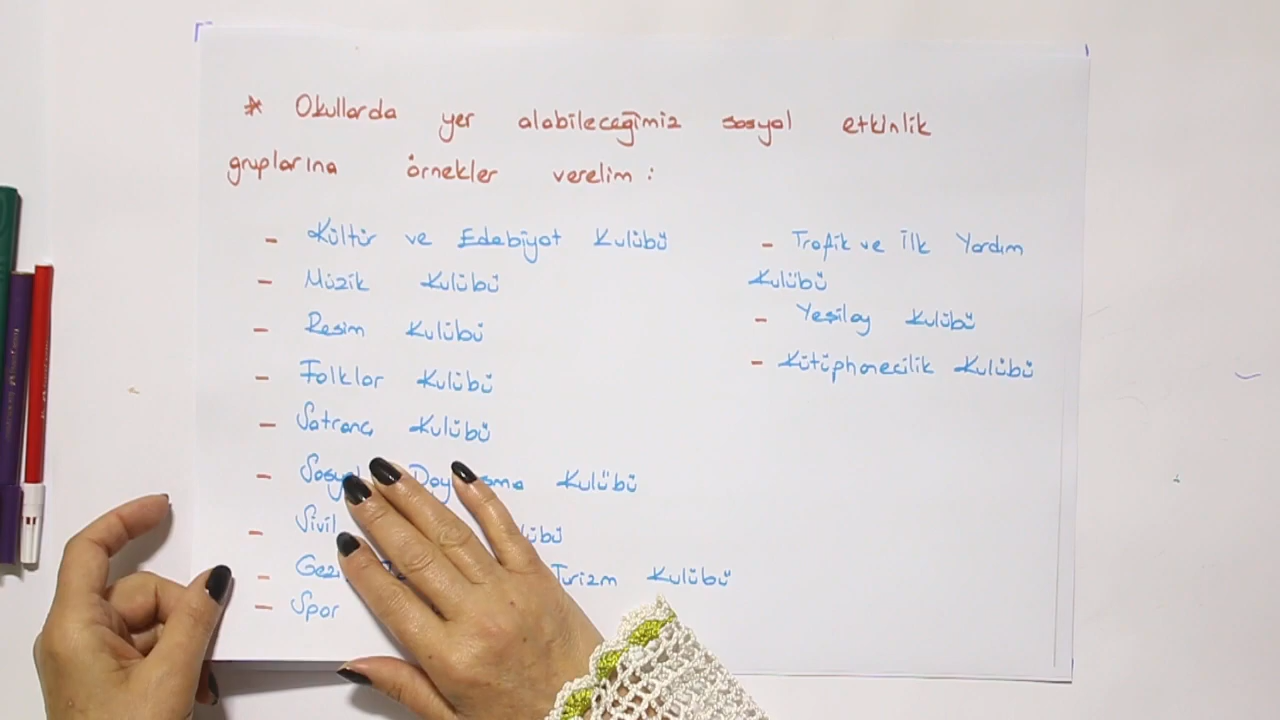 * Okullarda yer alabileceğimiz sosyal etkinlik
gruplarına örnekler verelim :
- Kültür ve Edebiyat Kulübü
- Müzik Kulübü
- Resim Kulübü
- Folklor Kulübü
- Satranç Kulübü
- Sosyal Kulübü
- Sivil
- Turizm Kulübü
- Spor
- Trafik ve İlk Yardım
Kulübü
- Yeşilay Kulübü
- Kütüphanecilik Kulübü